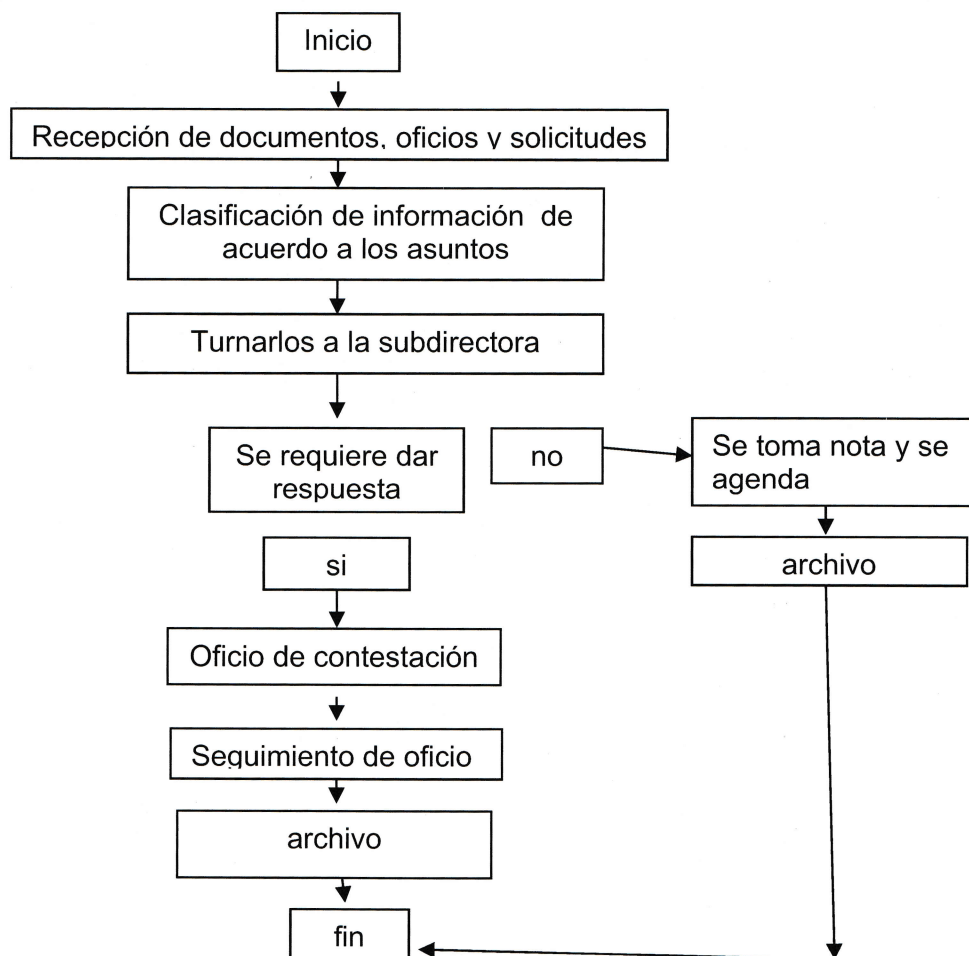 Inicio
Recepción de documentos, oficios y solicitudes
Clasificación de información de
acuerdo a los asuntos
Turnarlos a la subdirectora
Se requiere dar
respuesta
no
Se toma nota y se
agenda
si
archivo
Oficio de contestación
Seguimiento de oficio
archivo
fin